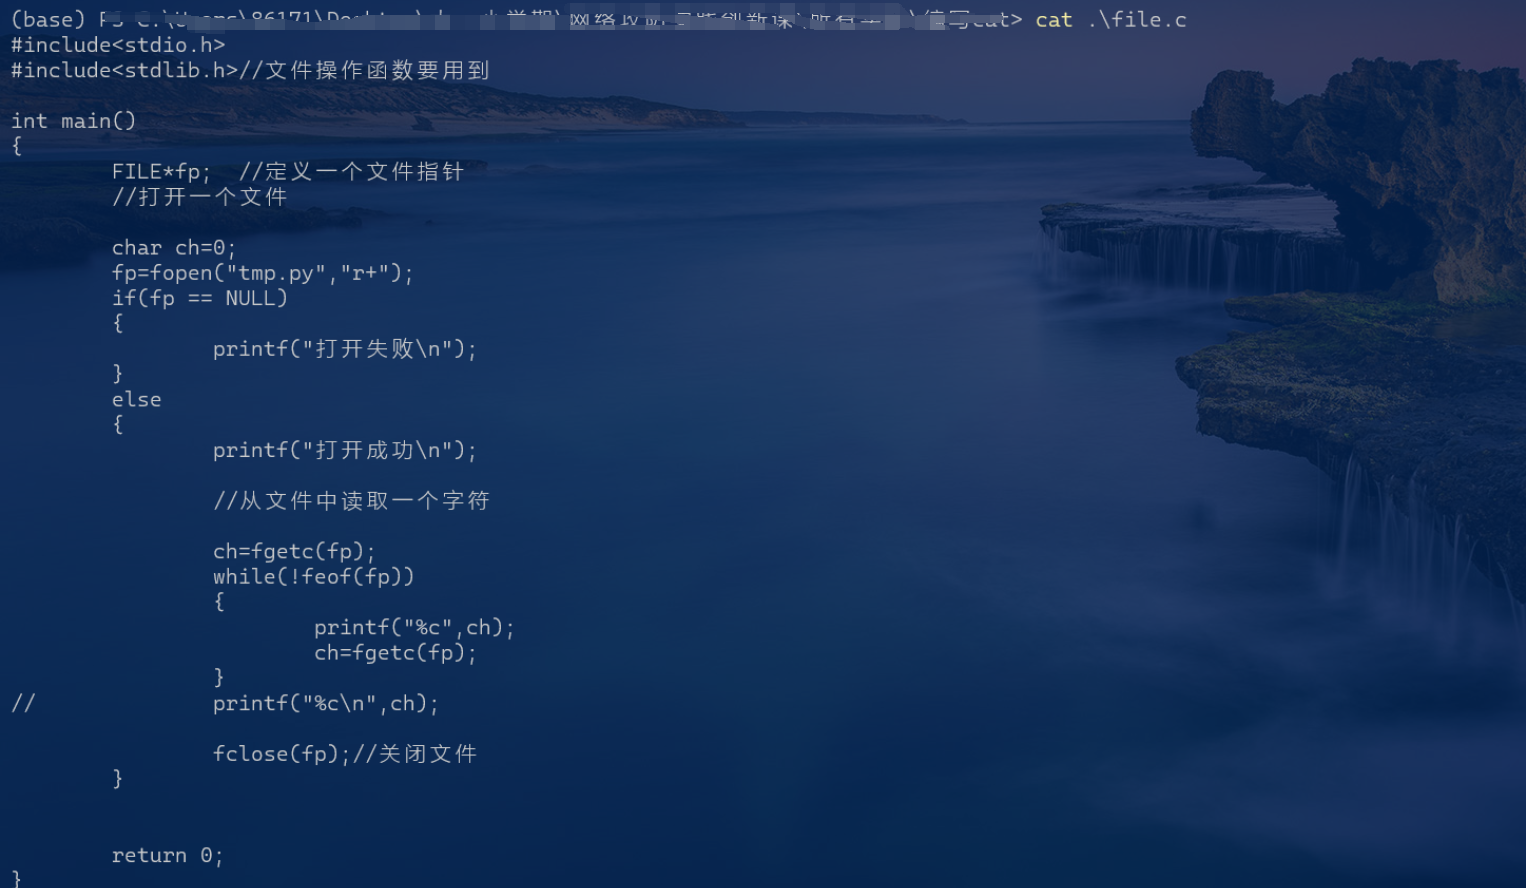 (base) cat> cat .\file.c
#include<stdio.h>
#include<stdlib.h>//文件操作函数要用到
int main()
{
FILE*fp; //定义一个文件指针
//打开一个文件
char ch=0;
fp=fopen("tmp.py","r+");
if(fp == NULL)
{
printf("打开失败\n");
}
else
{
printf("打开成功\n");
//从文件中读取一个字符
ch=fgetc(fp);
while(!feof(fp))
{
printf("%c",ch);
ch=fgetc(fp);
}
// printf("%c\n",ch);
fclose(fp);//关闭文件
}
return 0;
}